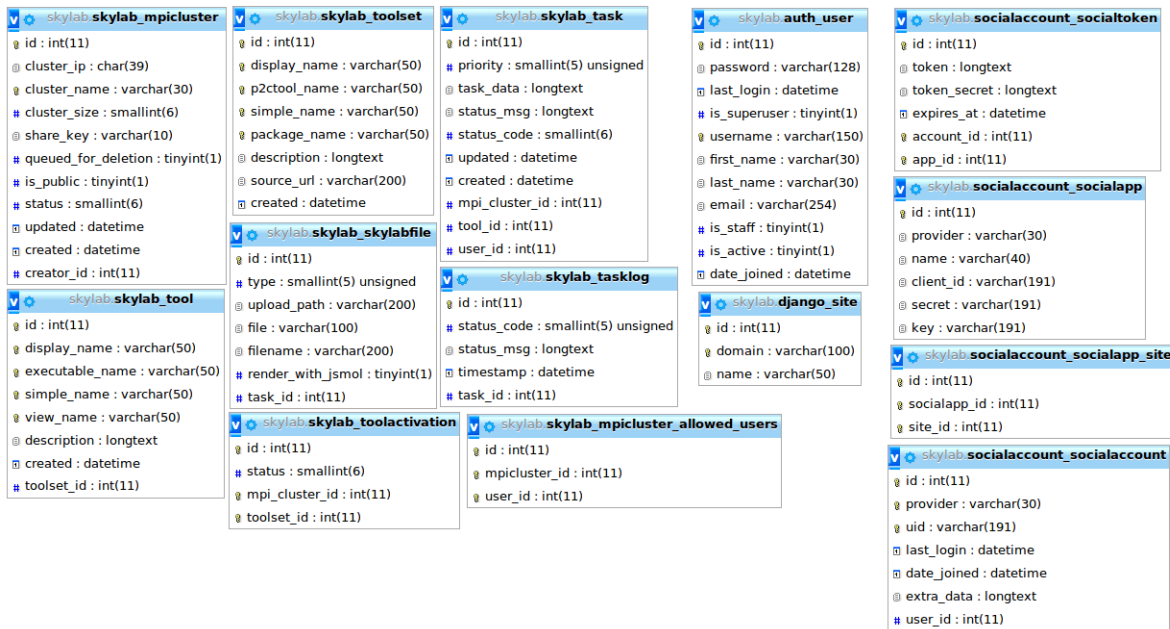 skylab.skylab_mpicluster
id : int(11)
cluster_ip : char(39)
cluster_name : varchar(30)
cluster_size : smallint(6)
share_key : varchar(10)
queued_for_deletion : tinyint(1)
is_public : tinyint(1)
status : smallint(6)
updated : datetime
created : datetime
creator_id : int(11)
skylab.skylab_tool
id : int(11)
display_name : varchar(50)
executable_name : varchar(50)
simple_name : varchar(50)
view_name : varchar(50)
description : longtext
created : datetime
toolset_id : int(11)
skylab.skylab_toolset
id : int(11)
display_name : varchar(50)
p2ctool_name : varchar(50)
simple_name : varchar(50)
package_name : varchar(50)
description : longtext
source_url : varchar(200)
created : datetime
skylab.skylab_skylabfile
id : int(11)
type : smallint(5) unsigned
upload_path : varchar(200)
file : varchar(100)
filename : varchar(200)
render_with_jsmol : tinyint(1)
task_id : int(11)
skylab.skylab_toolactivation
id : int(11)
status : smallint(6)
mpi_cluster_id : int(11)
toolset_id : int(11)
skylab.skylab_task
id : int(11)
priority : smallint(5) unsigned
task_data : longtext
status_msg : longtext
status_code : smallint(6)
updated : datetime
created : datetime
mpi_cluster_id : int(11)
tool_id : int(11)
user_id : int(11)
skylab.skylab_tasklog
id : int(11)
status_code : smallint(5) unsigned
status_msg : longtext
timestamp : datetime
task_id : int(11)
skylab.skylab_mpicluster_allowed_users
id : int(11)
mpicluster_id : int(11)
user_id : int(11)
skylab.auth_user
id : int(11)
password : varchar(128)
last_login : datetime
is_superuser : tinyint(1)
username : varchar(150)
first_name : varchar(30)
last_name : varchar(30)
email : varchar(254)
is_staff : tinyint(1)
is_active : tinyint(1)
date_joined : datetime
skylab.django_site
id : int(11)
domain : varchar(100)
name : varchar(50)
skylab.socialaccount_socialtoken
id : int(11)
token : longtext
token_secret : longtext
expires_at : datetime
account_id : int(11)
app_id : int(11)
skylab.socialaccount_socialapp
id : int(11)
provider : varchar(30)
name : varchar(40)
client_id : varchar(191)
secret : varchar(191)
key : varchar(191)
skylab.socialaccount_socialapp_site
id : int(11)
socialapp_id : int(11)
site_id : int(11)
skylab.socialaccount_socialaccount
id : int(11)
provider : varchar(30)
uid : varchar(191)
last_login : datetime
date_joined : datetime
extra_data : longtext
user_id : int(11)